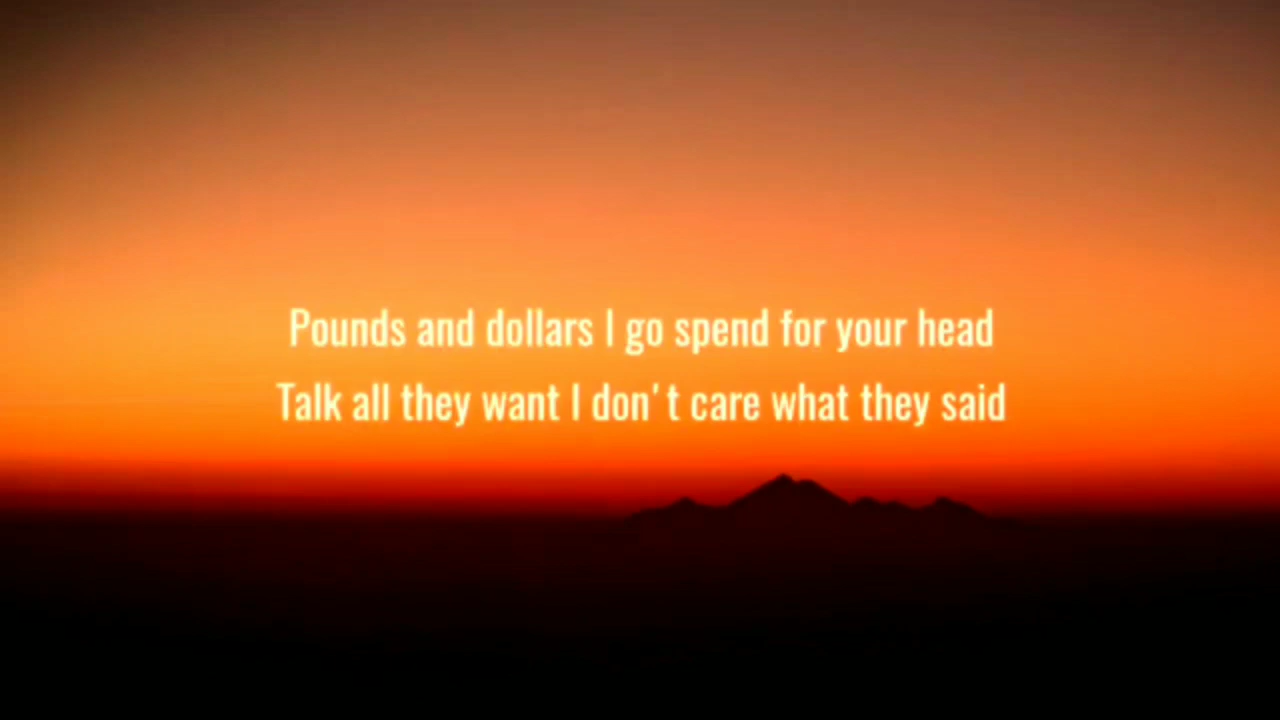 Pounds and dollars I go spend for your head
Talk all they want I don't care what they said